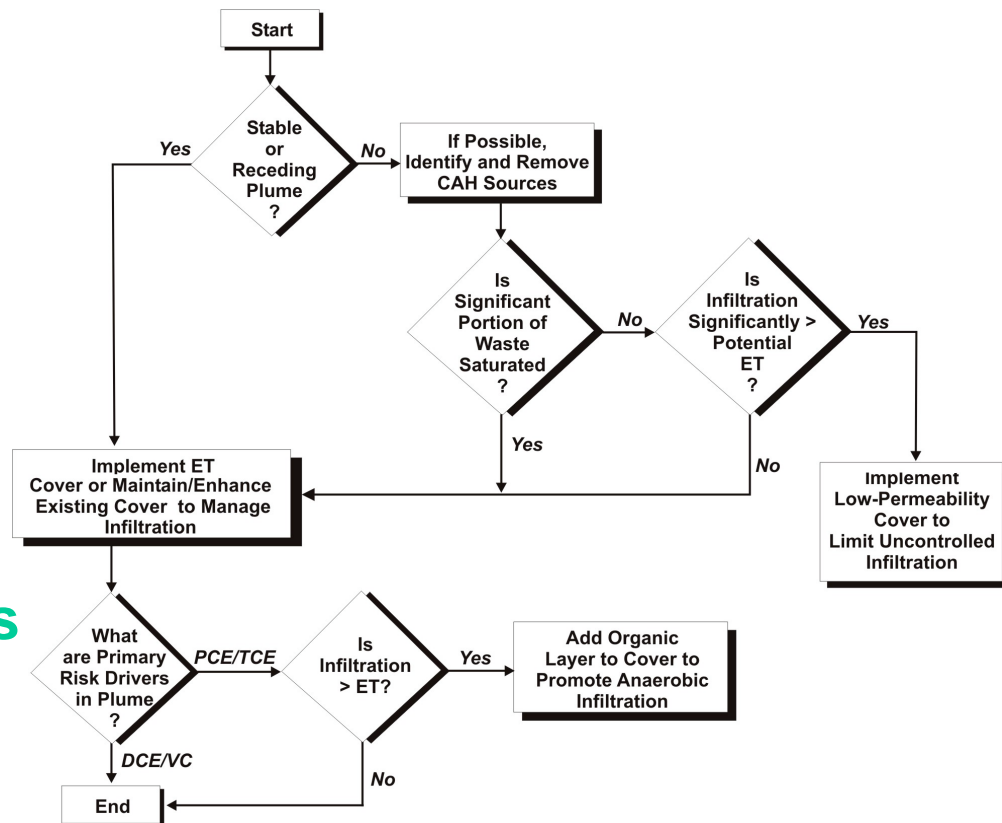 Start
Stable
or
Receding
Plume
?
Yes
No
If Possible,
Identify and Remove
CAH Sources
Is
Significant
Portion of
Waste
Saturated
?
No
Yes
Is
Infiltration
Significantly >
Potential
ET
?
Yes
No
Implement ET
Cover or Maintain/Enhance
Existing Cover to Manage
Infiltration
Implement
Low-Permeability
Cover to
Limit Uncontrolled
Infiltration
s
What
are Primary
Risk Drivers
in Plume
?
PCE/TCE
DCE/VC
Is
Infiltration
> ET?
Yes
No
Add Organic
Layer to Cover to
Promote Anaerobic
Infiltration
End